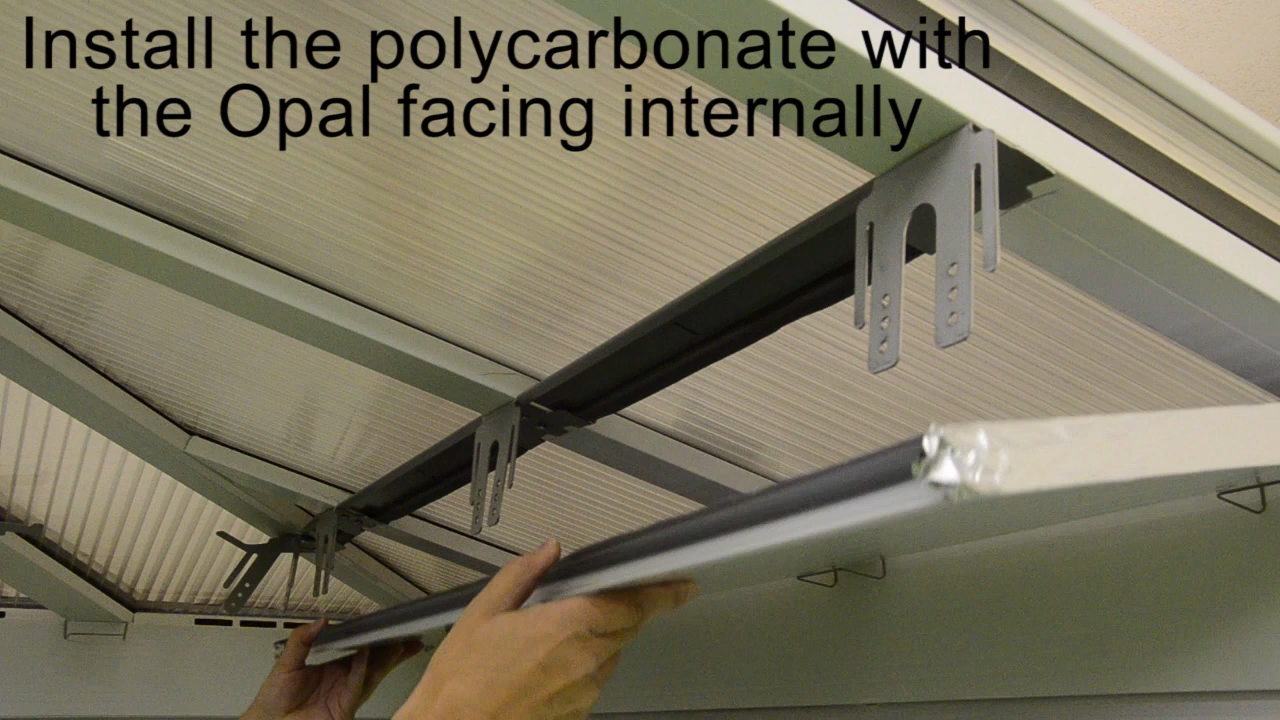 Install the polycarbonate with
the Opal facing internally